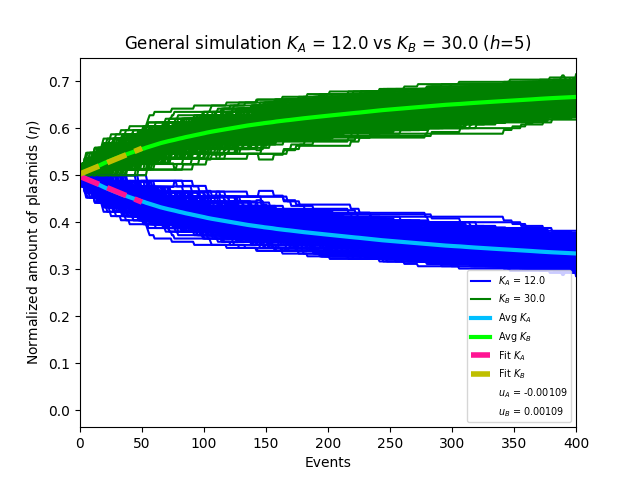 General simulation K_A = 12.0 vs K_B = 30.0 (h=5)
Normalized amount of plasmids (η)
0.7
0.6
0.5
0.4
0.3
0.2
0.1
0.0
K_A = 12.0
K_B = 30.0
Avg K_A
Avg K_B
Fit K_A
Fit K_B
u_A = -0.00109
u_B = 0.00109
0 50 100 150 200 250 300 350 400
Events